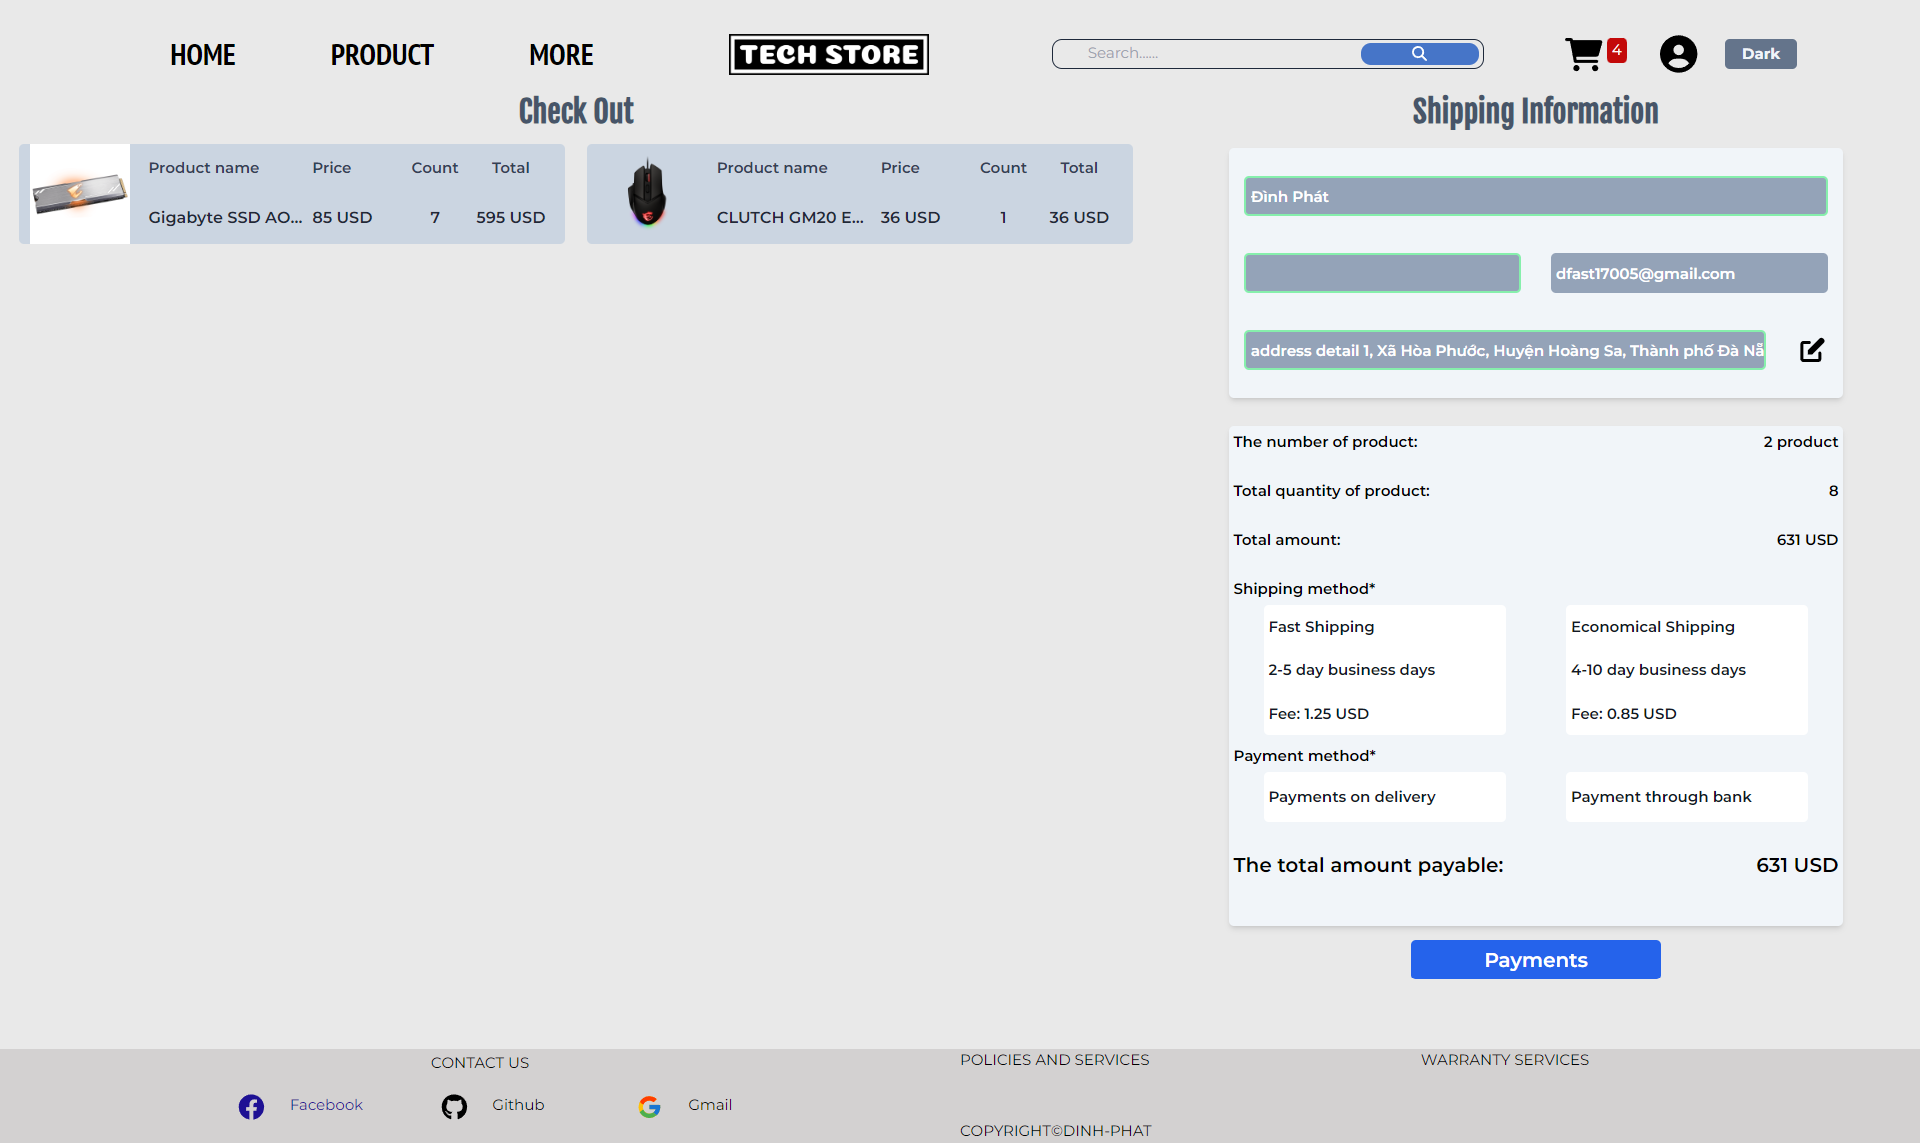 HOME PRODUCT MORE TECH STORE Search...... 4 Dark
Check Out
Product name Price Count Total
Gigabyte SSD AO... 85 USD 7 595 USD
Product name Price Count Total
CLUTCH GM20 E... 36 USD 1 36 USD
Shipping Information
Đình Phát
dfast17005@gmail.com
address detail 1, Xã Hòa Phước, Huyện Hoàng Sa, Thành phố Đà Nẵ
The number of product: 2 product
Total quantity of product: 8
Total amount: 631 USD
Shipping method*
Fast Shipping
2-5 day business days
Fee: 1.25 USD
Economical Shipping
4-10 day business days
Fee: 0.85 USD
Payment method*
Payments on delivery
Payment through bank
The total amount payable: 631 USD
Payments
CONTACT US
Facebook Github Gmail
POLICIES AND SERVICES
WARRANTY SERVICES
COPYRIGHT©DINH-PHAT